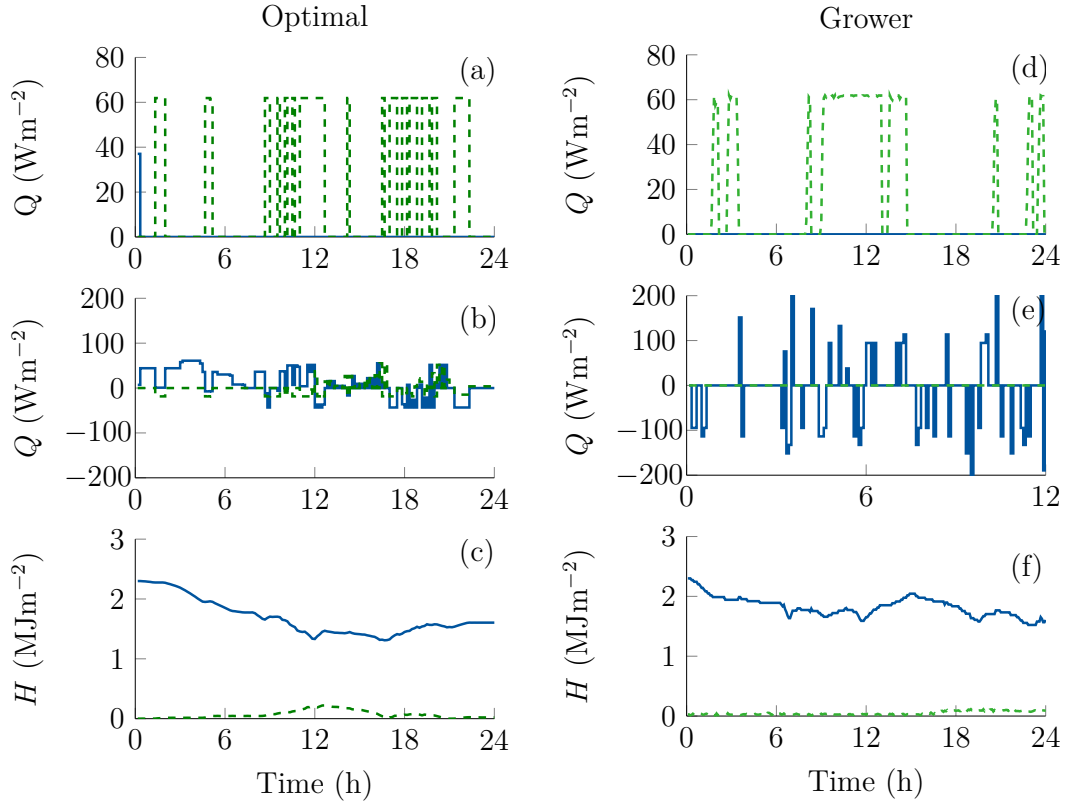 Optimal
Grower
Q (Wm−2)
80
60
40
20
0
0 6 12 18 24
(a)
Q (Wm−2)
80
60
40
20
0
0 6 12 18 24
(d)
Q (Wm−2)
200
100
0
−100
−200
0 6 12 18 24
(b)
Q (Wm−2)
200
100
0
−100
−200
0 6 12
(e)
H (MJm−2)
3
2
1
0
0 6 12 18 24
(c)
Time (h)
H (MJm−2)
3
2
1
0
0 6 12 18 24
(f)
Time (h)